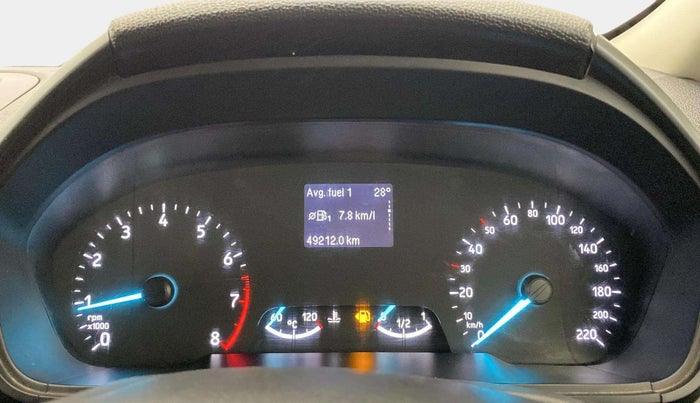 Avg. fuel 1 28°
1 7.8 km/l
49212.0 km
0 1 2 3 4 5 6 7 8
rpm
x1000
60 °C 120
0 1/2 1
0 10 20 30 40 50 60 80 100 120 140 160 180 200 220
km/h